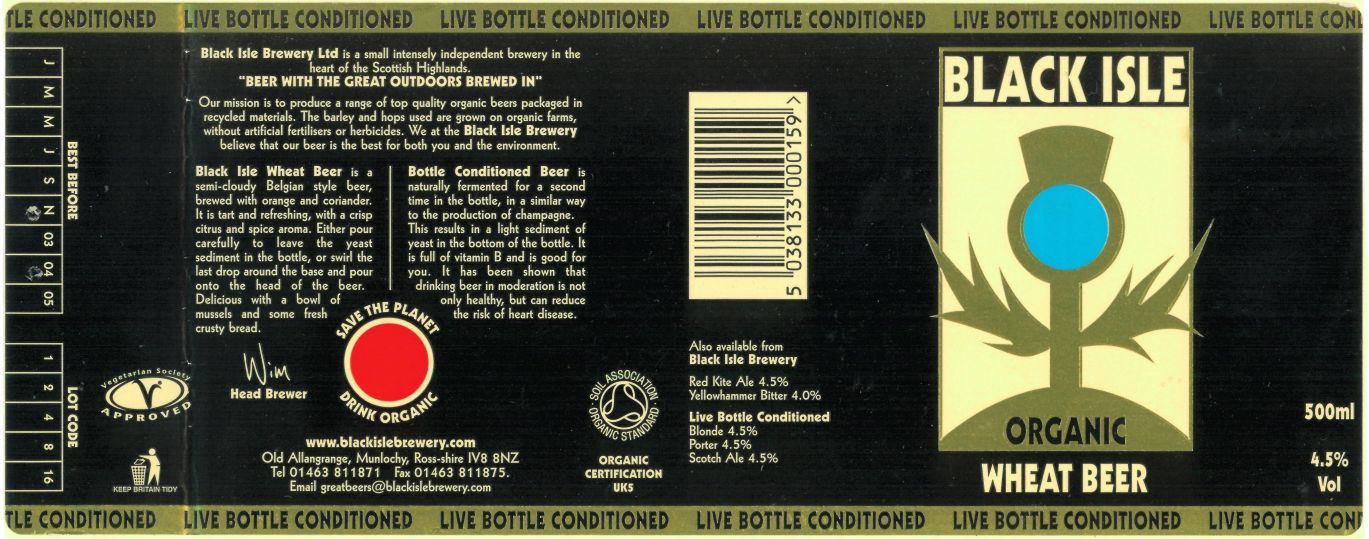 TLE CONDITIONED LIVE BOTTLE CONDITIONED LIVE BOTTLE CONDITIONED LIVE BOTTLE CONDITIONED LIVE BOTTLE CONDITIONED LIVE BOTTLE CON
J M M J S N 03 04 05
BEST BEFORE
1 2 4 8 16
LOT CODE
Vegetarian Society
APPROVED
KEEP BRITAIN TIDY
Black Isle Brewery Ltd is a small intensely independent brewery in the
heart of the Scottish Highlands.
"BEER WITH THE GREAT OUTDOORS BREWED IN"
Our mission is to produce a range of top quality organic beers packaged in
recycled materials. The barley and hops used are grown on organic farms,
without artificial fertilisers or herbicides. We at the Black Isle Brewery
believe that our beer is the best for both you and the environment.
Black Isle Wheat Beer is a
semi-cloudy Belgian style beer,
brewed with orange and coriander.
It is tart and refreshing, with a crisp
citrus and spice aroma. Either pour
carefully to leave the yeast
sediment in the bottle, or swirl the
last drop around the base and pour
onto the head of the beer.
Delicious with a bowl of
mussels and some fresh
crusty bread.
Bottle Conditioned Beer is
naturally fermented for a second
time in the bottle, in a similar way
to the production of champagne.
This results in a light sediment of
yeast in the bottom of the bottle. It
is full of vitamin B and is good for
you. It has been shown that
drinking beer in moderation is not
only healthy, but can reduce
the risk of heart disease.
Wim
Head Brewer
SAVE THE PLANET
DRINK ORGANIC
www.blackislebrewery.com
Old Allangrange, Munlochy, Ross-shire IV8 8NZ
Tel 01463 811871 Fax 01463 811875.
Email greatbeers@blackislebrewery.com
SOIL ASSOCIATION
ORGANIC STANDARD
ORGANIC
CERTIFICATION
UK5
5 038133 000159 >
Also available from
Black Isle Brewery
Red Kite Ale 4.5%
Yellowhammer Bitter 4.0%
Live Bottle Conditioned
Blonde 4.5%
Porter 4.5%
Scotch Ale 4.5%
BLACK ISLE
ORGANIC
WHEAT BEER
500ml
4.5%
Vol
TLE CONDITIONED LIVE BOTTLE CONDITIONED LIVE BOTTLE CONDITIONED LIVE BOTTLE CONDITIONED LIVE BOTTLE CONDITIONED LIVE BOTTLE CON